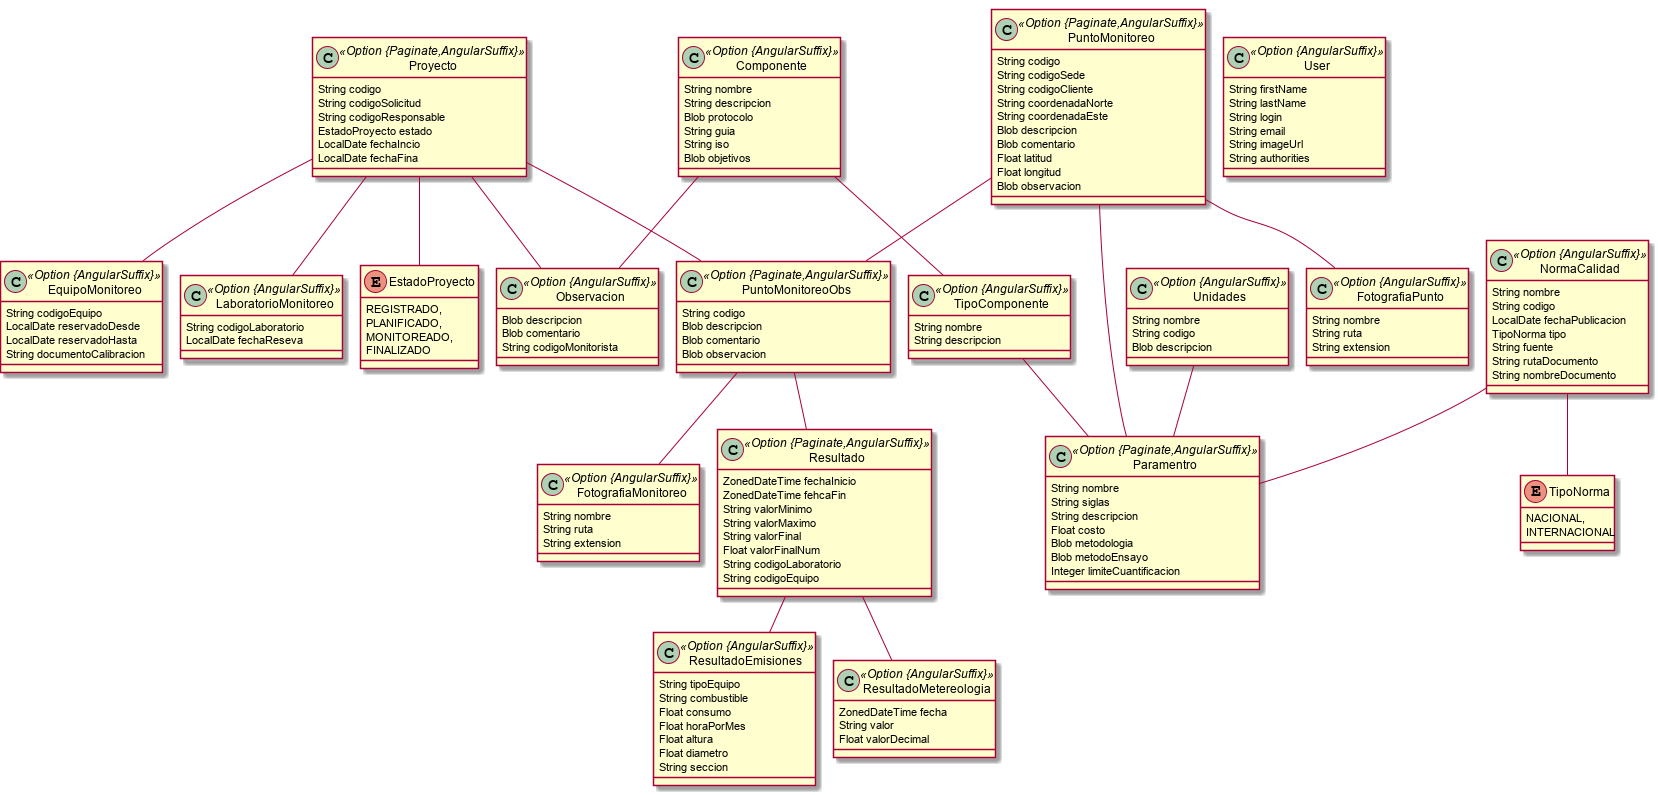 C «Option {Paginate,AngularSuffix}»
Proyecto
String codigo
String codigoSolicitud
String codigoResponsable
EstadoProyecto estado
LocalDate fechaIncio
LocalDate fechaFina
C «Option {AngularSuffix}»
Componente
String nombre
String descripcion
Blob protocolo
String guia
String iso
Blob objetivos
C «Option {Paginate,AngularSuffix}»
PuntoMonitoreo
String codigo
String codigoSede
String codigoCliente
String coordenadaNorte
String coordenadaEste
Blob descripcion
Blob comentario
Float latitud
Float longitud
Blob observacion
C «Option {AngularSuffix}»
User
String firstName
String lastName
String login
String email
String imageUrl
String authorities
C «Option {AngularSuffix}»
EquipoMonitoreo
String codigoEquipo
LocalDate reservadoDesde
LocalDate reservadoHasta
String documentoCalibracion
C «Option {AngularSuffix}»
LaboratorioMonitoreo
String codigoLaboratorio
LocalDate fechaReseva
E EstadoProyecto
REGISTRADO,
PLANIFICADO,
MONITOREADO,
FINALIZADO
C «Option {AngularSuffix}»
Observacion
Blob descripcion
Blob comentario
String codigoMonitorista
C «Option {Paginate,AngularSuffix}»
PuntoMonitoreoObs
String codigo
Blob descripcion
Blob comentario
Blob observacion
C «Option {AngularSuffix}»
TipoComponente
String nombre
String descripcion
C «Option {AngularSuffix}»
Unidades
String nombre
String codigo
Blob descripcion
C «Option {AngularSuffix}»
FotografiaPunto
String nombre
String ruta
String extension
C «Option {AngularSuffix}»
NormaCalidad
String nombre
String codigo
LocalDate fechaPublicacion
TipoNorma tipo
String fuente
String rutaDocumento
String nombreDocumento
C «Option {AngularSuffix}»
FotografiaMonitoreo
String nombre
String ruta
String extension
C «Option {Paginate,AngularSuffix}»
Resultado
ZonedDateTime fechaInicio
ZonedDateTime fehcaFin
String valorMinimo
String valorMaximo
String valorFinal
Float valorFinalNum
String codigoLaboratorio
String codigoEquipo
C «Option {Paginate,AngularSuffix}»
Paramentro
String nombre
String siglas
String descripcion
Float costo
Blob metodologia
Blob metodoEnsayo
Integer limiteCuantificacion
E TipoNorma
NACIONAL,
INTERNACIONAL
C «Option {AngularSuffix}»
ResultadoEmisiones
String tipoEquipo
String combustible
Float consumo
Float horaPorMes
Float altura
Float diametro
String seccion
C «Option {AngularSuffix}»
ResultadoMetereologia
ZonedDateTime fecha
String valor
Float valorDecimal